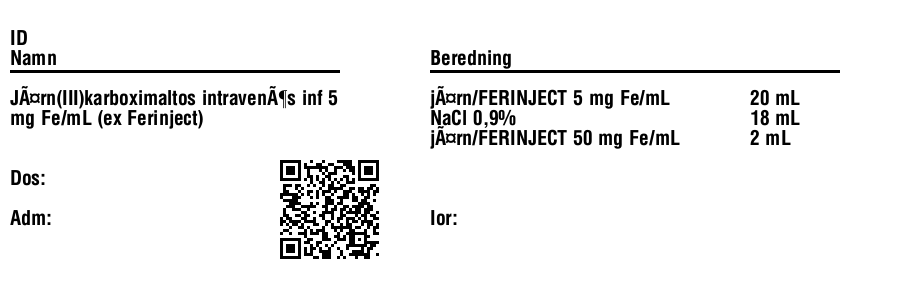 ID
Namn
Beredning
JÃ¤rn(III)karboximaltos intravenÃ¶s inf 5
mg Fe/mL (ex Ferinject)
jÃ¤rn/FERINJECT 5 mg Fe/mL 20 mL
NaCl 0,9% 18 mL
jÃ¤rn/FERINJECT 50 mg Fe/mL 2 mL
Dos:
Adm:
Ior: